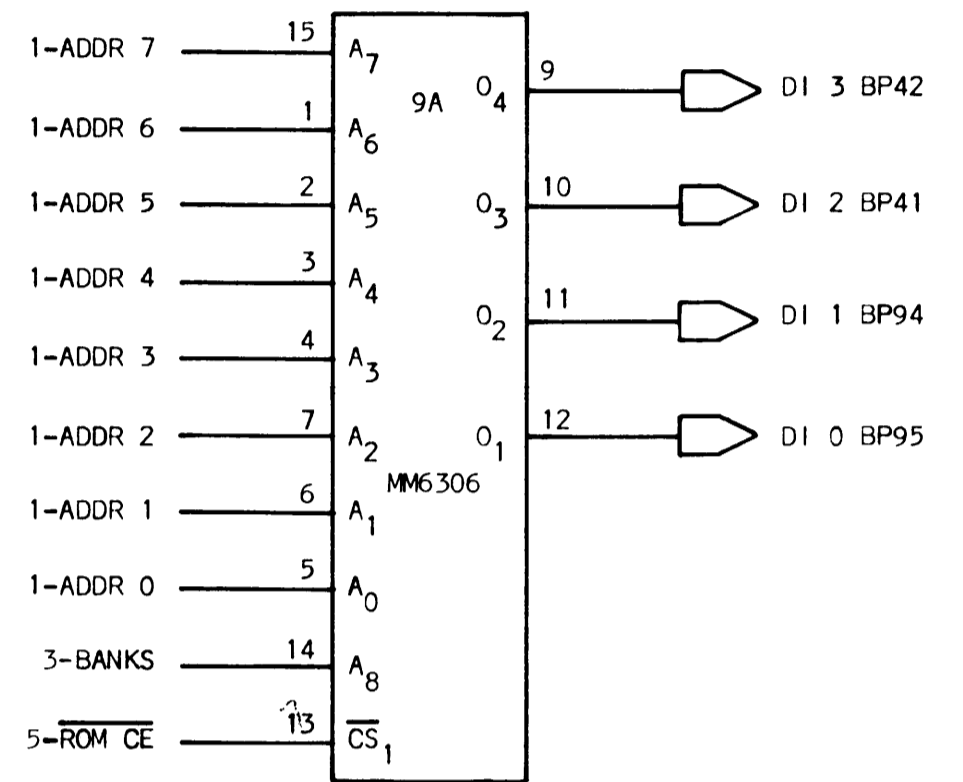 1-ADDR 7 15 A7
9A O4 9 DI 3 BP42
1-ADDR 6 1 A6
1-ADDR 5 2 A5 O3 10 DI 2 BP41
1-ADDR 4 3 A4
O2 11 DI 1 BP94
1-ADDR 3 4 A3
1-ADDR 2 7 A2 O1 12 DI 0 BP95
MM6306
1-ADDR 1 6 A1
1-ADDR 0 5 A0
3-BANKS 14 A8
5-ROM CE 13 CS1